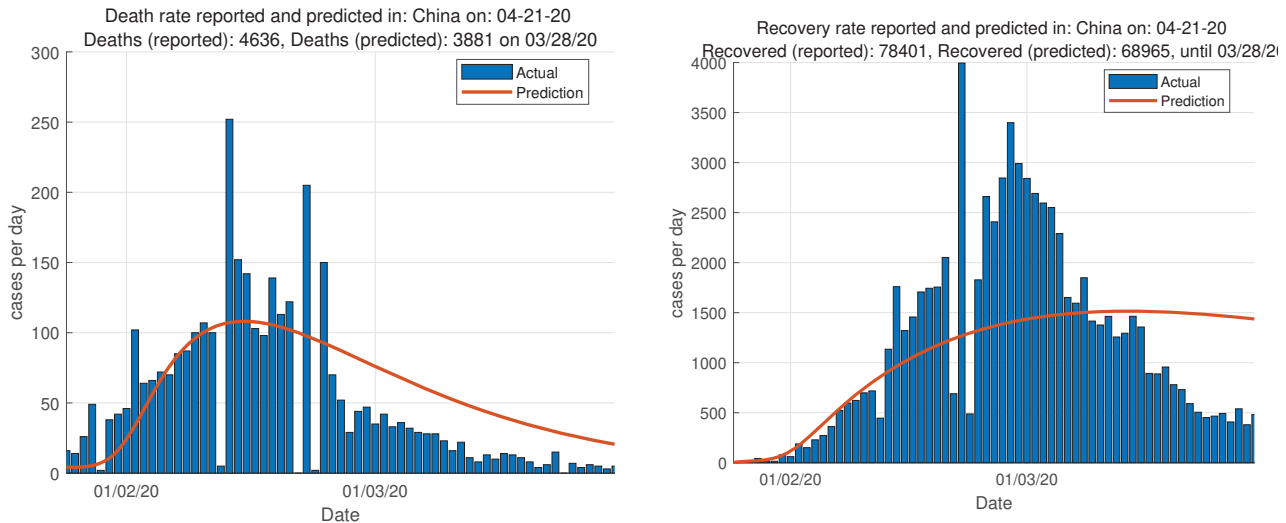 Death rate reported and predicted in: China on: 04-21-20
Deaths (reported): 4636, Deaths (predicted): 3881 on 03/28/20
300
250
200
150
100
50
0
cases per day
Actual
Prediction
01/02/20
01/03/20
Date
Recovery rate reported and predicted in: China on: 04-21-20
Recovered (reported): 78401, Recovered (predicted): 68965, until 03/28/20
4000
3500
3000
2500
2000
1500
1000
500
0
cases per day
Actual
Prediction
01/02/20
01/03/20
Date